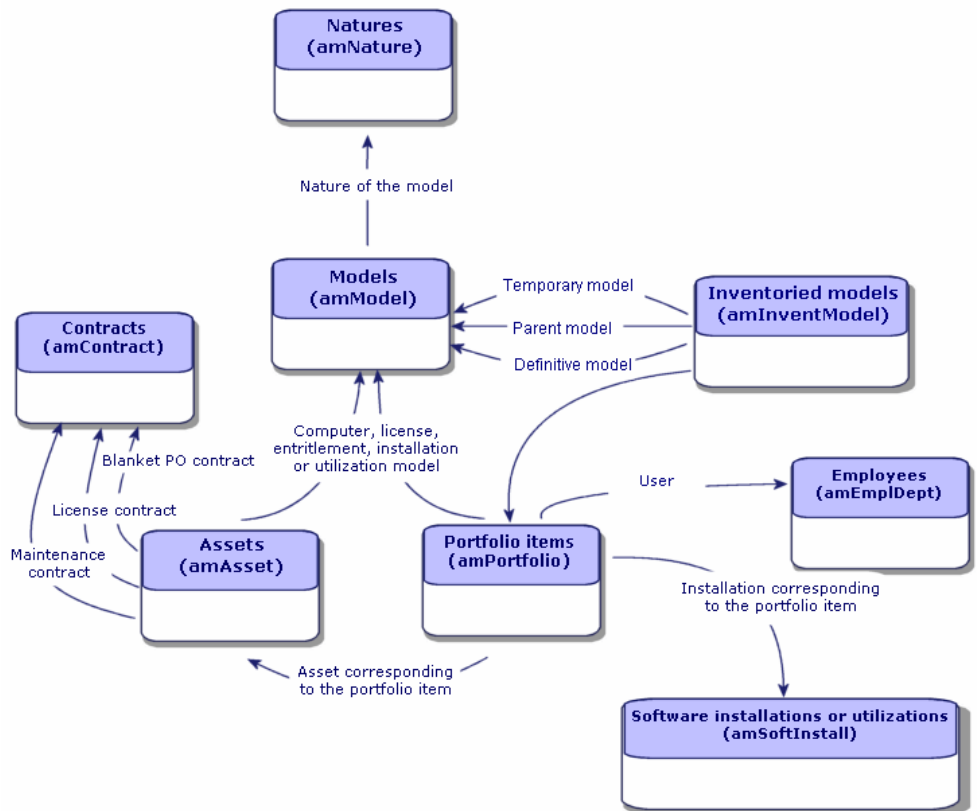 Natures
(amNature)
Nature of the model
Models
(amModel)
Temporary model
Parent model
Definitive model
Inventoried models
(amInventModel)
Contracts
(amContract)
Computer, license,
entritlement, installation
or utilization model
Blanket PO contract
License contract
Maintenance
contract
User
Employees
(amEmplDept)
Assets
(amAsset)
Portfolio items
(amPortfolio)
Installation corresponding
to the portfolio item
Asset corresponding
to the portfolio item
Software installations or utilizations
(amSoftInstall)